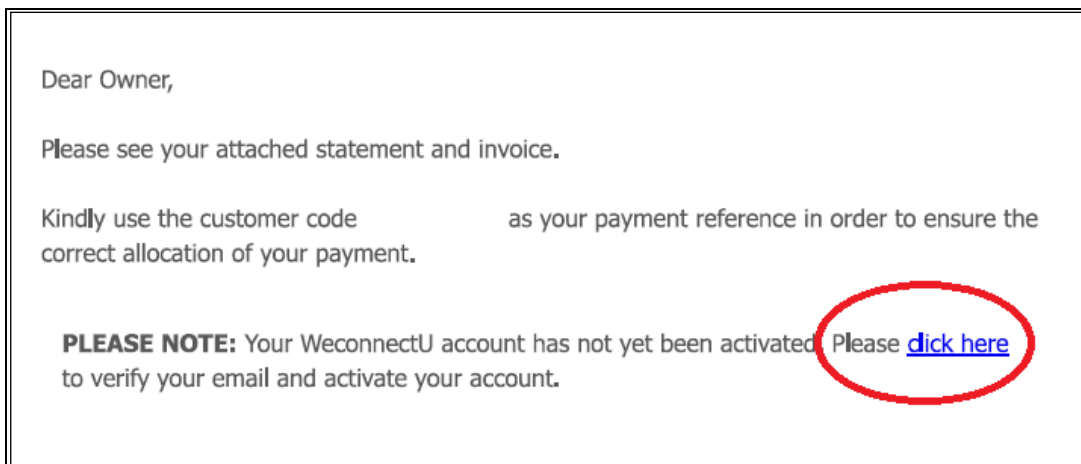 Dear Owner,
Please see your attached statement and invoice.
Kindly use the customer code as your payment reference in order to ensure the
correct allocation of your payment.
PLEASE NOTE: Your WeconnectU account has not yet been activated. Please click here
to verify your email and activate your account.